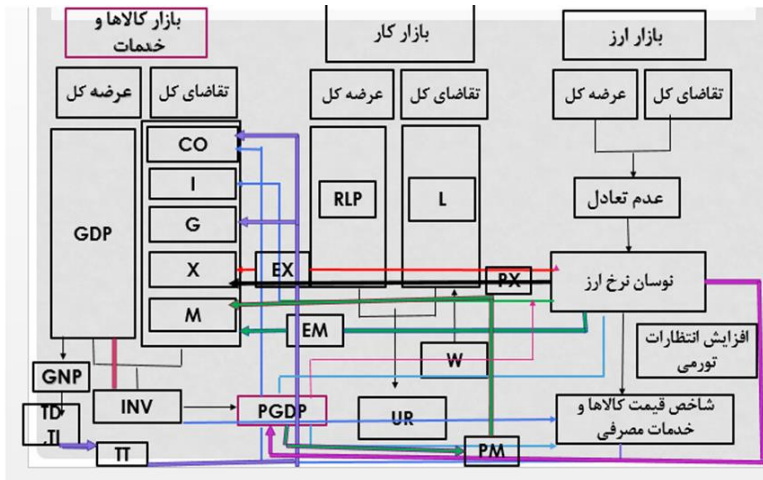 بازار کالاها و
خدمات
بازار کار
بازار ارز
عرضه کل
تقاضای کل
عرضه کل
تقاضای کل
عرضه کل
تقاضای کل
CO
I
G
X
M
GDP
RLP
L
عدم تعادل
EX
PX
نوسان نرخ ارز
EM
W
افزایش انتظارات
تورمی
GNP
INV
PGDP
UR
شاخص قیمت کالاها و
خدمات مصرفی
TD
.TI
TT
PM